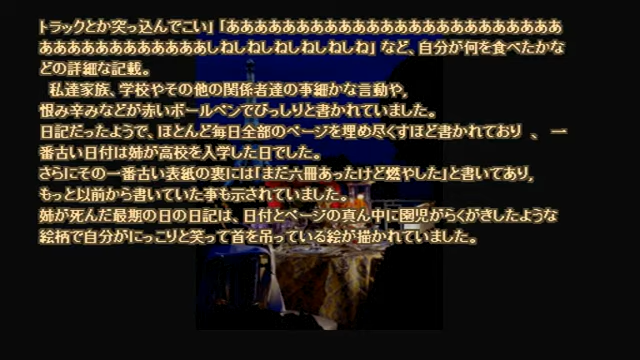 トラックとか突っ込んでこい」 「ああああああああああああああああああああああああ
ああああああああああああしねしねしねしねしねしね」 など、自分が何を食べたかな
どの詳細な記載。
私達家族、学校やその他の関係者達の事細かな言動や,
恨み辛みなどが赤いボールペンでびっしりと書かれていました。
日記だったようで、ほとんど毎日全部のページを埋め尽くすほど書かれており 、 一
番古い日付は姉が高校を入学した日でした。
さらにその一番古い表紙の裏には「まだ六冊あったけど燃やした」と書いてあり,
もっと以前から書いていた事も示されていました。
姉が死んだ最期の日の日記は、日付とページの真ん中に園児がらくがきしたような
絵柄で自分がにっこりと笑って首を吊っている絵が描かれていました。